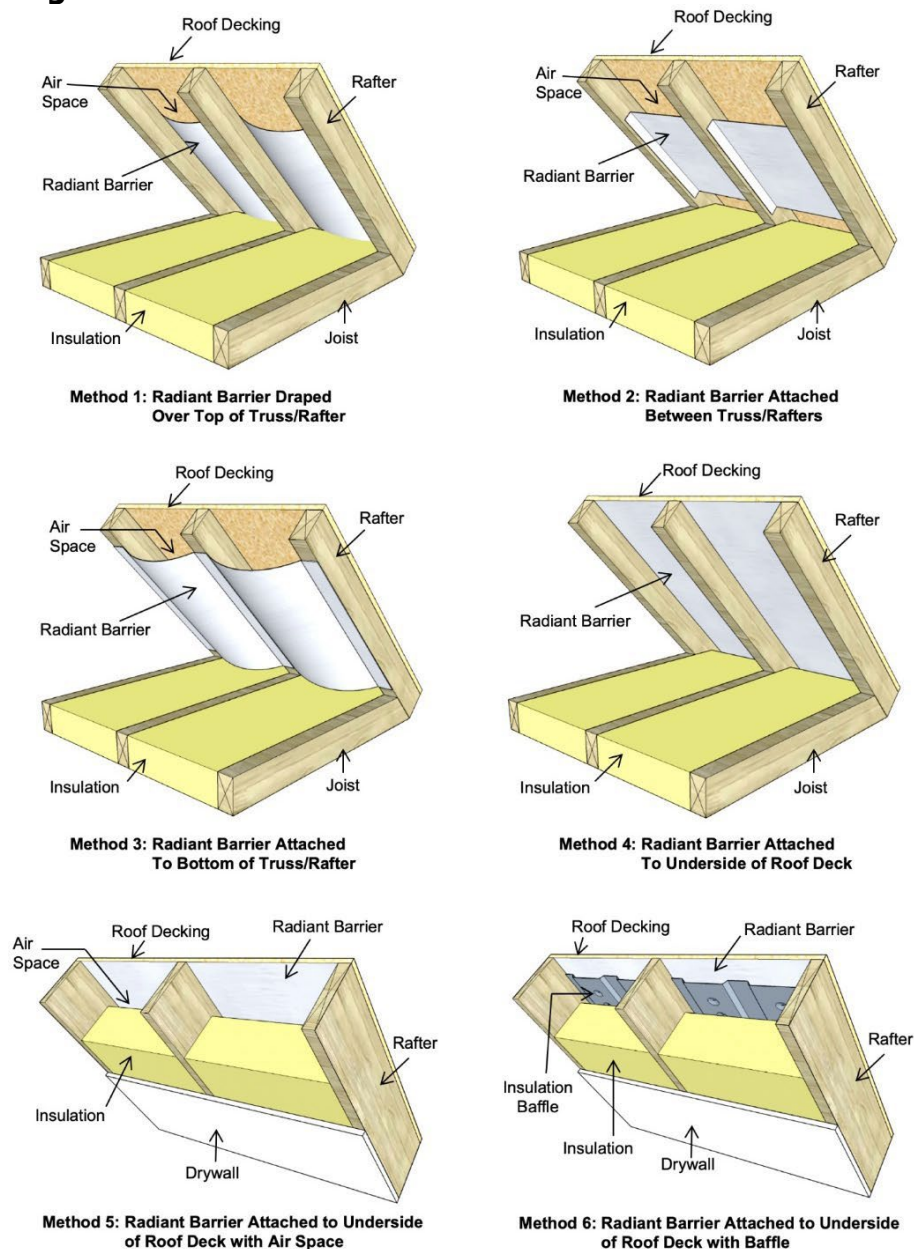 Roof Decking
Air
Space
Rafter
Radiant Barrier
Insulation
Joist
Method 1: Radiant Barrier Draped
Over Top of Truss/Rafter
Roof Decking
Air
Space
Rafter
Radiant Barrier
Insulation
Joist
Method 2: Radiant Barrier Attached
Between Truss/Rafters
Roof Decking
Air
Space
Rafter
Radiant Barrier
Insulation
Joist
Method 3: Radiant Barrier Attached
To Bottom of Truss/Rafter
Roof Decking
Rafter
Radiant Barrier
Insulation
Joist
Method 4: Radiant Barrier Attached
To Underside of Roof Deck
Radiant Barrier
Roof Decking
Air
Space
Rafter
Insulation
Drywall
Method 5: Radiant Barrier Attached to Underside
of Roof Deck with Air Space
Roof Decking
Radiant Barrier
Rafter
Insulation
Baffle
Insulation
Drywall
Method 6: Radiant Barrier Attached to Underside
of Roof Deck with Baffle